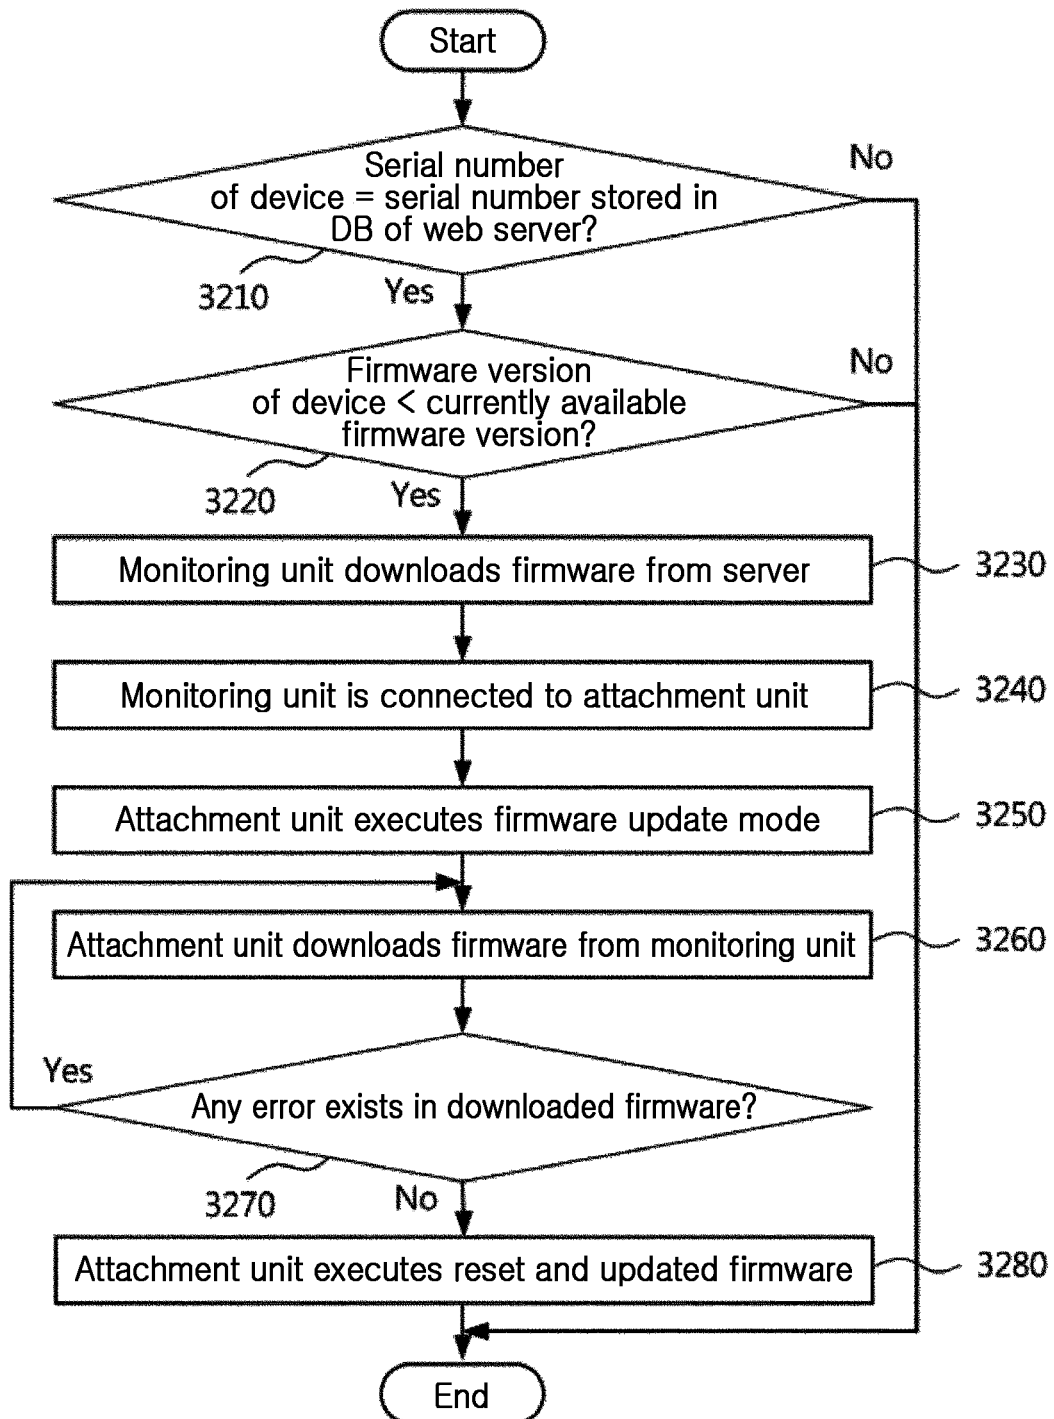 Start
Serial number
of device = serial number stored in
DB of web server?
No
3210
Yes
Firmware version
of device < currently available
firmware version?
No
3220
Yes
Monitoring unit downloads firmware from server
3230
Monitoring unit is connected to attachment unit
3240
Attachment unit executes firmware update mode
3250
Attachment unit downloads firmware from monitoring unit
3260
Yes
Any error exists in downloaded firmware?
3270
No
Attachment unit executes reset and updated firmware
3280
End